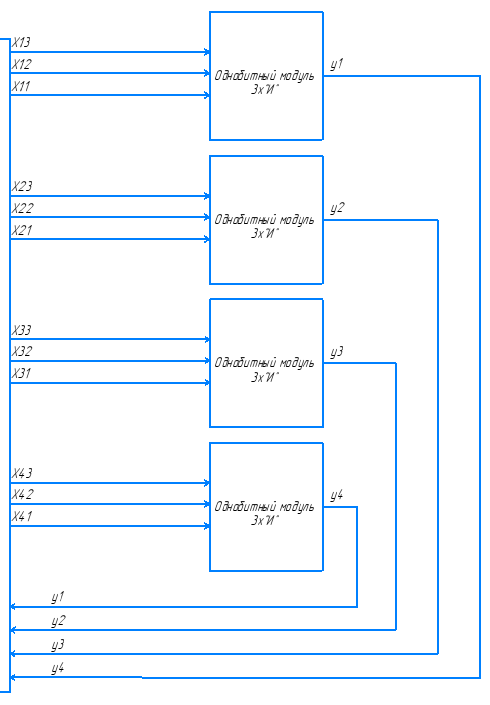 X13
X12
X11
Однобитный модуль
3х"И"
y1
X23
X22
X21
Однобитный модуль
3х"И"
y2
X33
X32
X31
Однобитный модуль
3х"И"
y3
X43
X42
X41
Однобитный модуль
3х"И"
y4
y1
y2
y3
y4